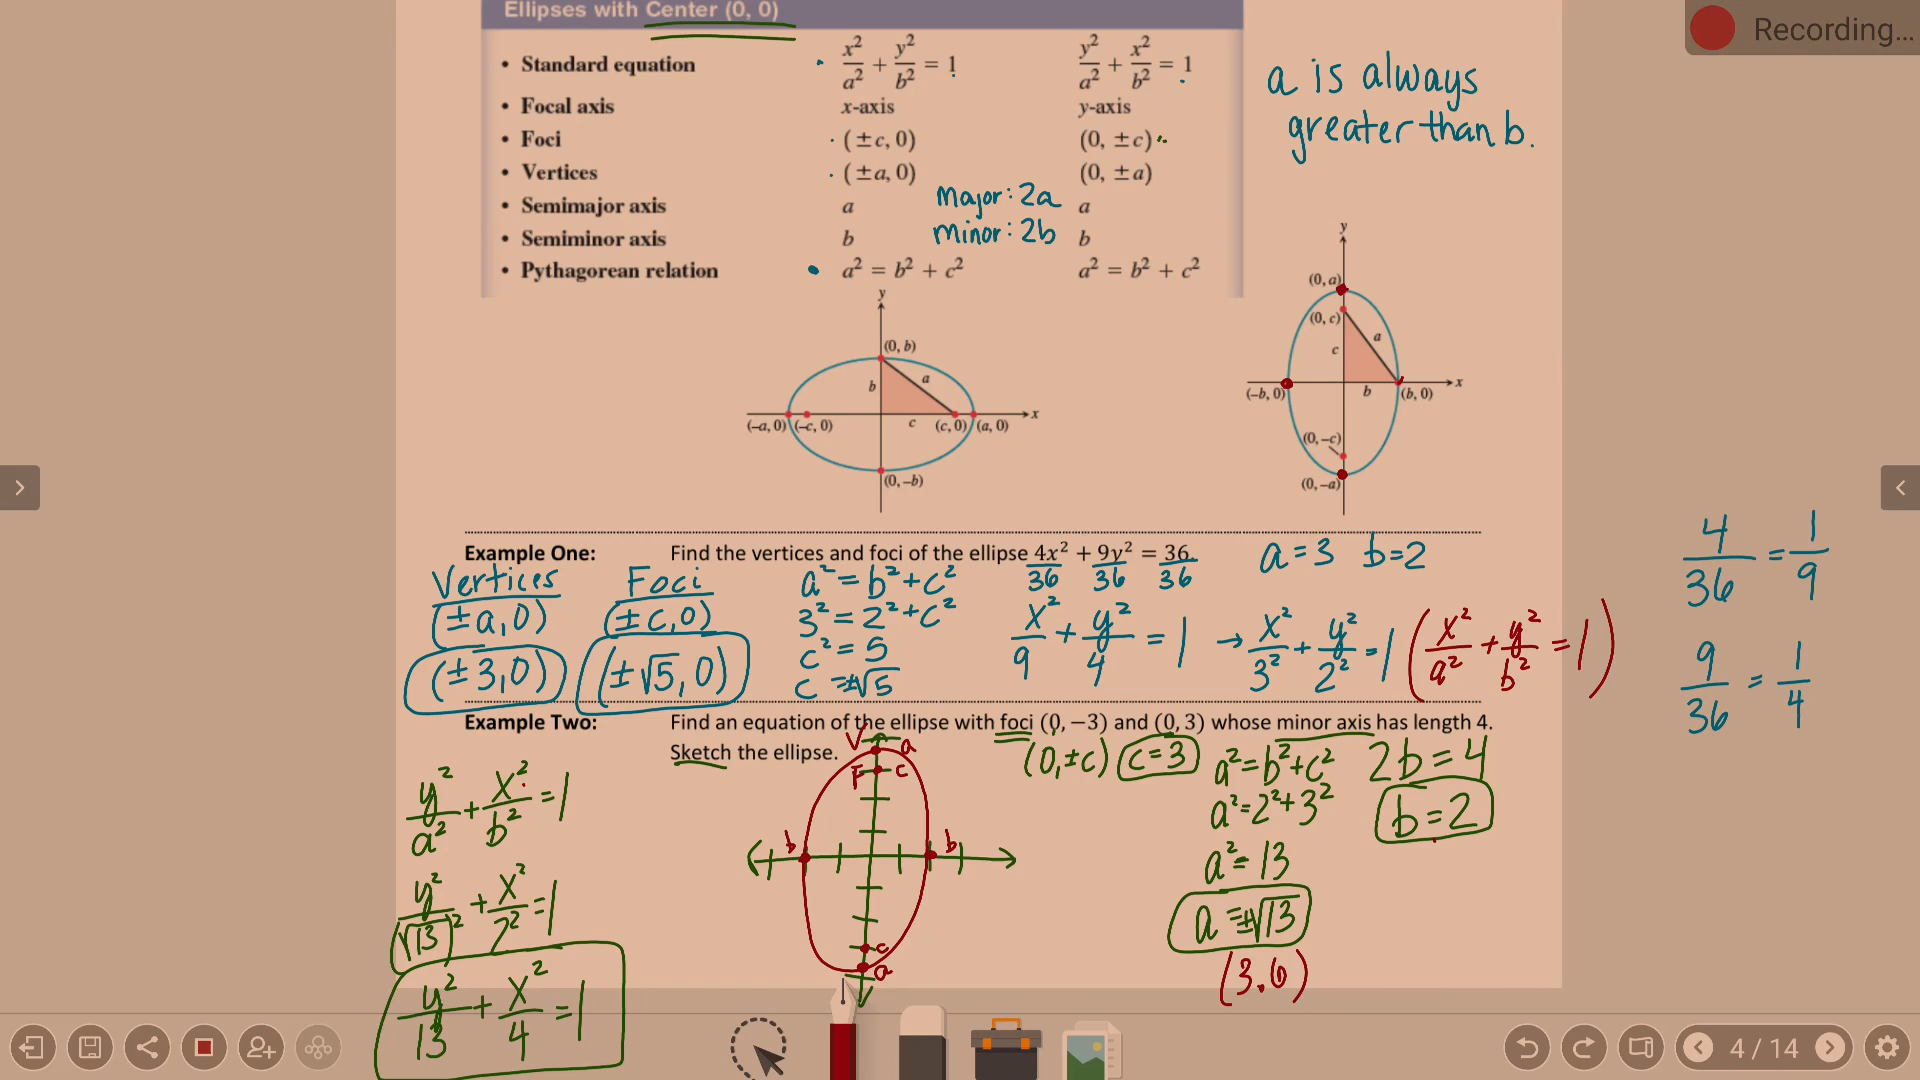 Ellipses with Center (0, 0)
Recording...
• Standard equation x²/a² + y²/b² = 1 y²/a² + x²/b² = 1
• Focal axis x-axis y-axis
• Foci (±c, 0) (0, ±c)
• Vertices (±a, 0) (0, ±a)
• Semimajor axis a Major: 2a a
• Semiminor axis b minor: 2b b
• Pythagorean relation a² = b² + c² a² = b² + c²
a is always
greater than b.
y
(0, b)
b
a
(–a, 0) (–c, 0) c (c, 0) (a, 0) x
(0, –b)
y
(0, a)
(0, c)
c
a
(–b, 0) b (b, 0) x
(0, –c)
(0, –a)
Example One: Find the vertices and foci of the ellipse 4x² + 9y² = 36.
36 36 36
a = 3 b = 2
Vertices
(±a, 0)
(±3, 0)
Foci
(±c, 0)
(±√5, 0)
a² = b² + c²
3² = 2² + c²
c² = 5
c = ±√5
x²/9 + y²/4 = 1 → x²/3² + y²/2² = 1 (x²/a² + y²/b² = 1)
4/36 = 1/9
9/36 = 1/4
Example Two: Find an equation of the ellipse with foci (0, −3) and (0, 3) whose minor axis has length 4.
Sketch the ellipse.
(0, ±c) c = 3
a² = b² + c²
a² = 2² + 3²
a² = 13
a = ±√13
(3.6)
2b = 4
b = 2
y²/a² + x²/b² = 1
y²/(√13)² + x²/2² = 1
y²/13 + x²/4 = 1
V a
F c
b b
c
a
4 / 14